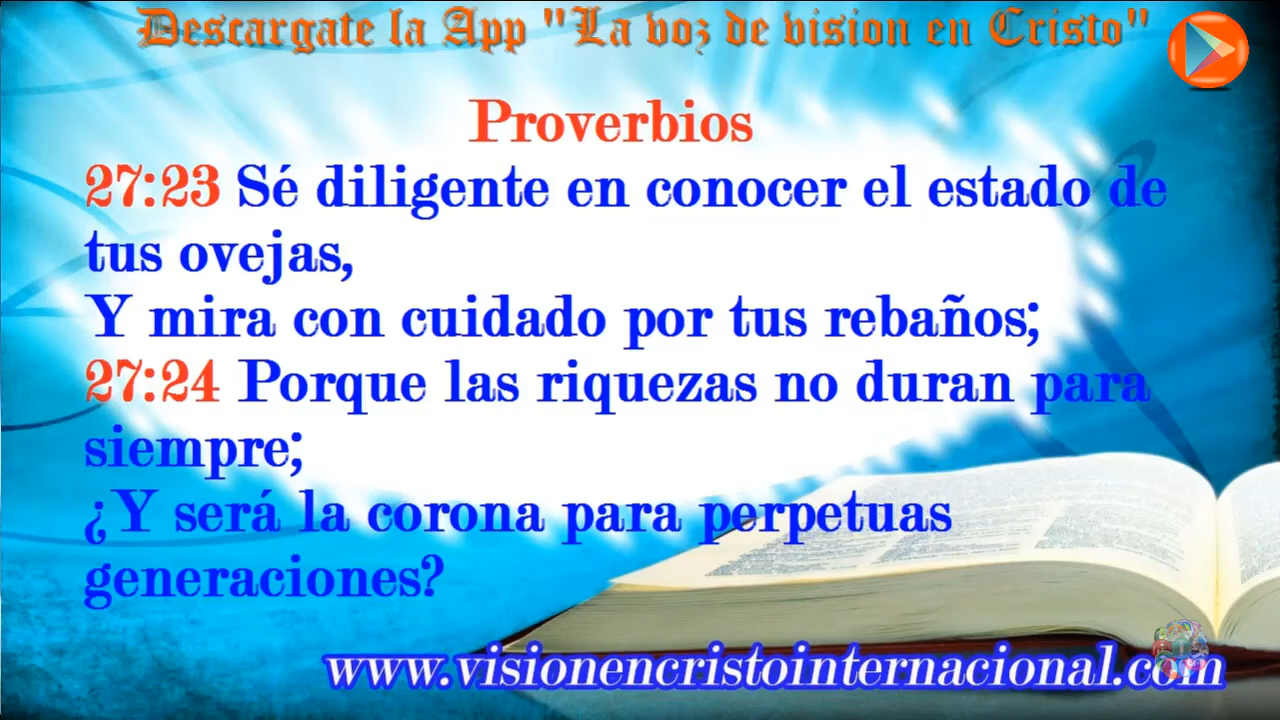 Descargate la App "La voz de vision en Cristo"
Proverbios
27:23 Sé diligente en conocer el estado de
tus ovejas,
Y mira con cuidado por tus rebaños;
27:24 Porque las riquezas no duran para
siempre;
¿Y será la corona para perpetuas
generaciones?
www.visionencristointernacional.com